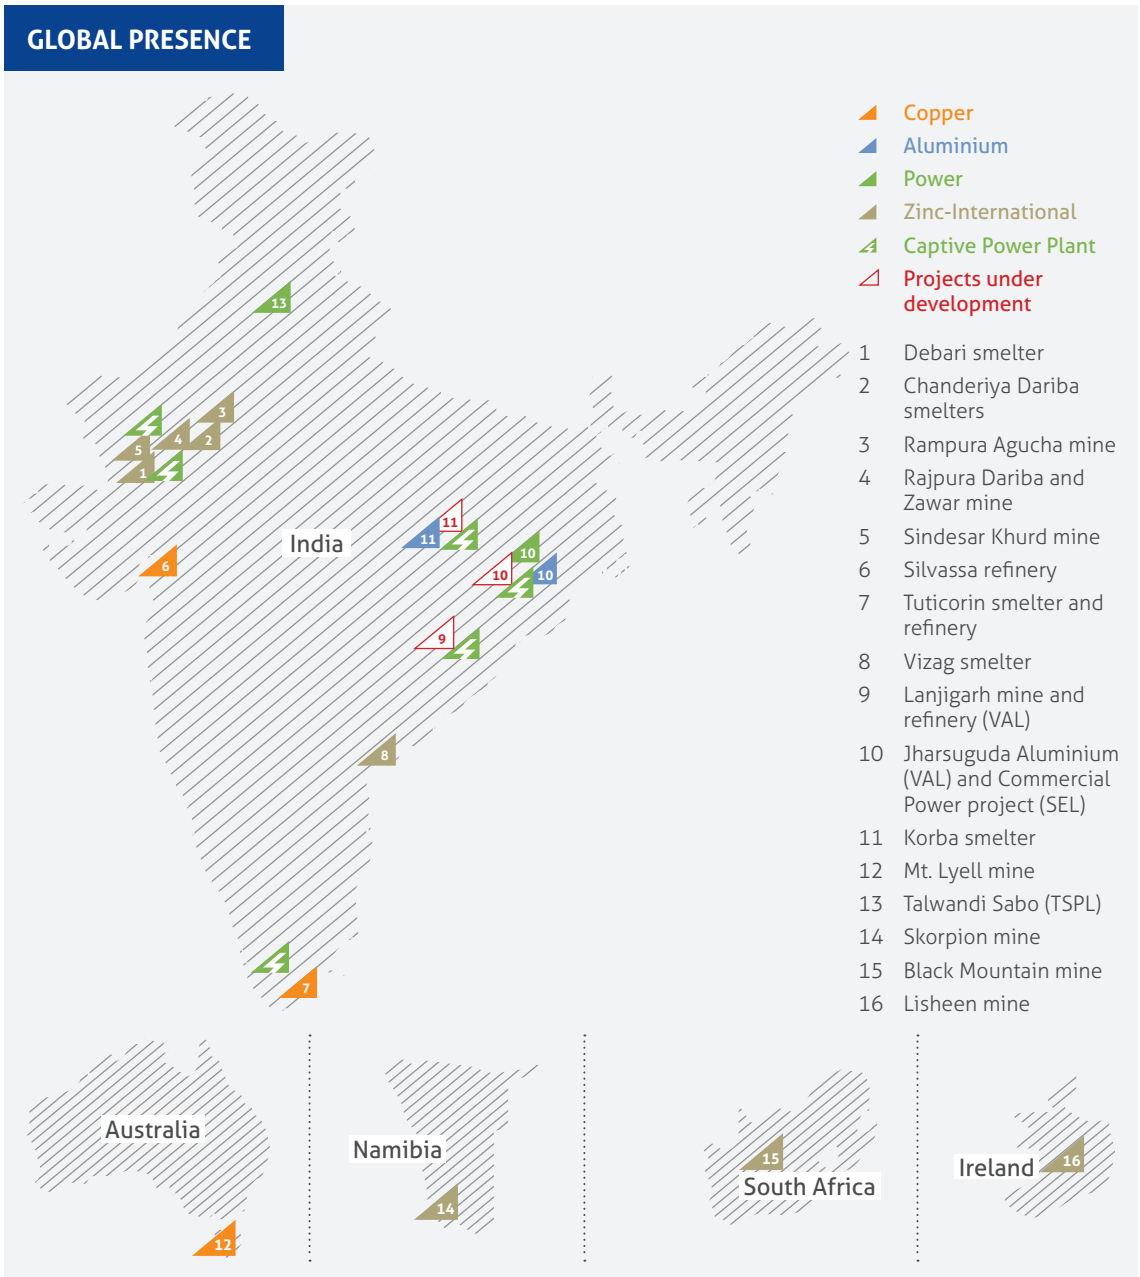 GLOBAL PRESENCE
Copper
Aluminium
Power
Zinc-International
Captive Power Plant
Projects under
development
1 Debari smelter
2 Chanderiya Dariba
smelters
3 Rampura Agucha mine
4 Rajpura Dariba and
Zawar mine
5 Sindesar Khurd mine
6 Silvassa refinery
7 Tuticorin smelter and
refinery
8 Vizag smelter
9 Lanjigarh mine and
refinery (VAL)
10 Jharsuguda Aluminium
(VAL) and Commercial
Power project (SEL)
11 Korba smelter
12 Mt. Lyell mine
13 Talwandi Sabo (TSPL)
14 Skorpion mine
15 Black Mountain mine
16 Lisheen mine
13
3
4
2
5
1
11
11
India
6
10
10
10
9
8
7
Australia
12
Namibia
14
15
South Africa
Ireland
16